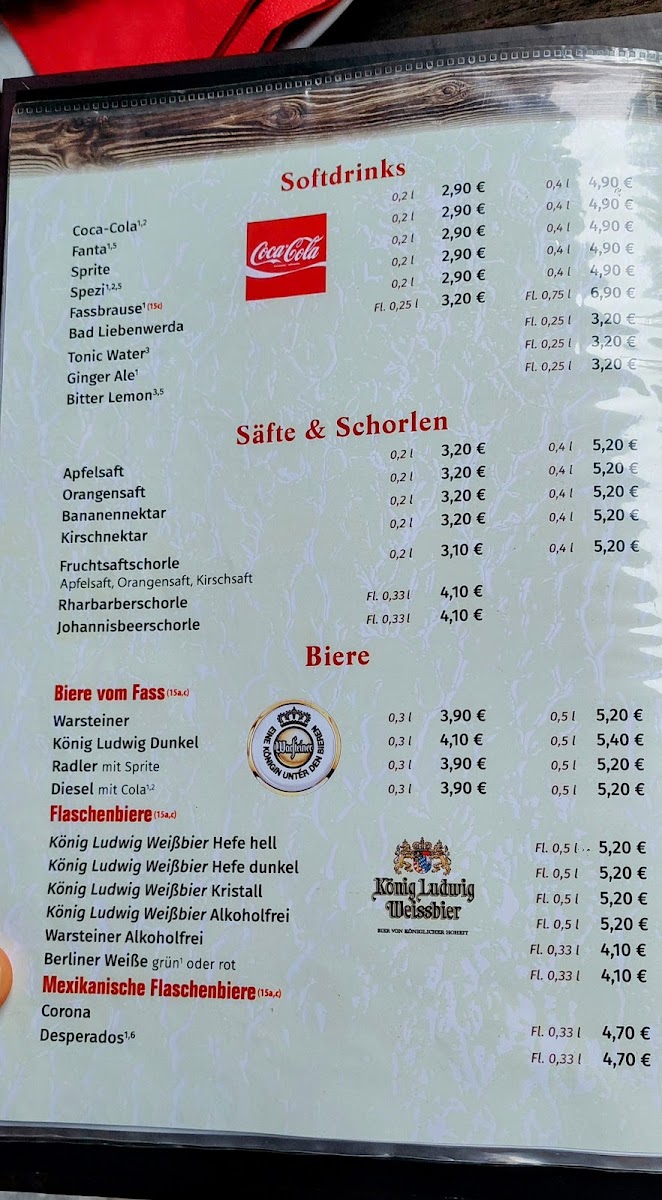 Softdrinks
Coca-Cola1,2 0,2 l 2,90 € 0,4 l 4,90 €
Fanta1,5 0,2 l 2,90 € 0,4 l 4,90 €
Sprite 0,2 l 2,90 € 0,4 l 4,90 €
Spezi1,2,5 0,2 l 2,90 € 0,4 l 4,90 €
Fassbrause1 (15c) 0,2 l 2,90 € 0,4 l 4,90 €
Bad Liebenwerda Fl. 0,25 l 3,20 € Fl. 0,75 l 6,90 €
Tonic Water3 Fl. 0,25 l 3,20 €
Ginger Ale1 Fl. 0,25 l 3,20 €
Bitter Lemon3,5 Fl. 0,25 l 3,20 €
Coca-Cola
Säfte & Schorlen
Apfelsaft 0,2 l 3,20 € 0,4 l 5,20 €
Orangensaft 0,2 l 3,20 € 0,4 l 5,20 €
Bananennektar 0,2 l 3,20 € 0,4 l 5,20 €
Kirschnektar 0,2 l 3,20 € 0,4 l 5,20 €
Fruchtsaftschorle 0,2 l 3,10 € 0,4 l 5,20 €
Apfelsaft, Orangensaft, Kirschsaft
Rharbarberschorle Fl. 0,33 l 4,10 €
Johannisbeerschorle Fl. 0,33 l 4,10 €
Biere
Biere vom Fass (15a,c)
Warsteiner 0,3 l 3,90 € 0,5 l 5,20 €
König Ludwig Dunkel 0,3 l 4,10 € 0,5 l 5,40 €
Radler mit Sprite 0,3 l 3,90 € 0,5 l 5,20 €
Diesel mit Cola1,2 0,3 l 3,90 € 0,5 l 5,20 €
Warsteiner
EINE KÖNIGIN UNTER DEN BIEREN
Flaschenbiere (15a,c)
König Ludwig Weißbier Hefe hell Fl. 0,5 l .. 5,20 €
König Ludwig Weißbier Hefe dunkel Fl. 0,5 l 5,20 €
König Ludwig Weißbier Kristall Fl. 0,5 l 5,20 €
König Ludwig Weißbier Alkoholfrei Fl. 0,5 l 5,20 €
Warsteiner Alkoholfrei Fl. 0,33 l 4,10 €
Berliner Weiße grün1 oder rot Fl. 0,33 l 4,10 €
König Ludwig
Weissbier
BIER VON KÖNIGLICHER HOHEIT
Mexikanische Flaschenbiere (15a,c)
Corona Fl. 0,33 l 4,70 €
Desperados1,6 Fl. 0,33 l 4,70 €